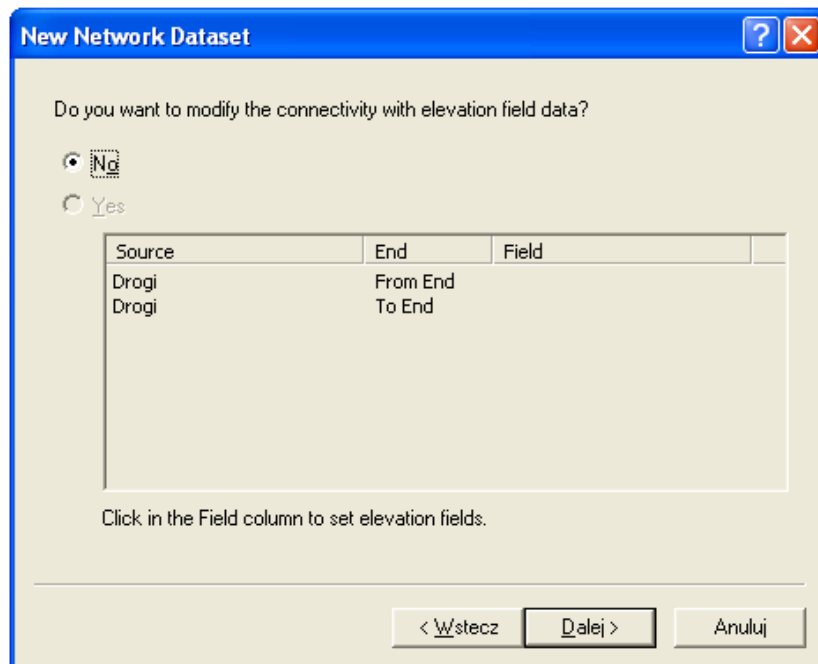 New Network Dataset
Do you want to modify the connectivity with elevation field data?
No
Yes
Source End Field
Drogi From End
Drogi To End
Click in the Field column to set elevation fields.
< Wstecz Dalej > Anuluj